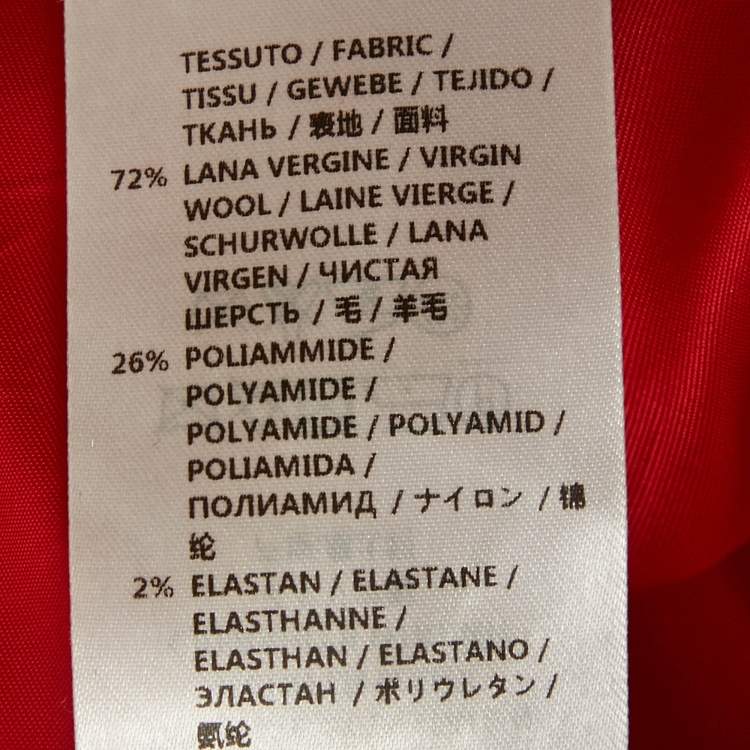 TESSUTO / FABRIC /
TISSU / GEWEBE / TEJIDO /
ТКАНЬ / 表地 / 面料
72% LANA VERGINE / VIRGIN
WOOL / LAINE VIERGE /
SCHURWOLLE / LANA
VIRGEN / ЧИСТАЯ
ШЕРСТЬ / 毛 / 羊毛
26% POLIAMMIDE /
POLYAMIDE /
POLYAMIDE / POLYAMID /
POLIAMIDA /
ПОЛИАМИД / ナイロン / 锦
纶
2% ELASTAN / ELASTANE /
ELASTHANNE /
ELASTHAN / ELASTANO /
ЭЛАСТАН / ポリウレタン /
氨纶